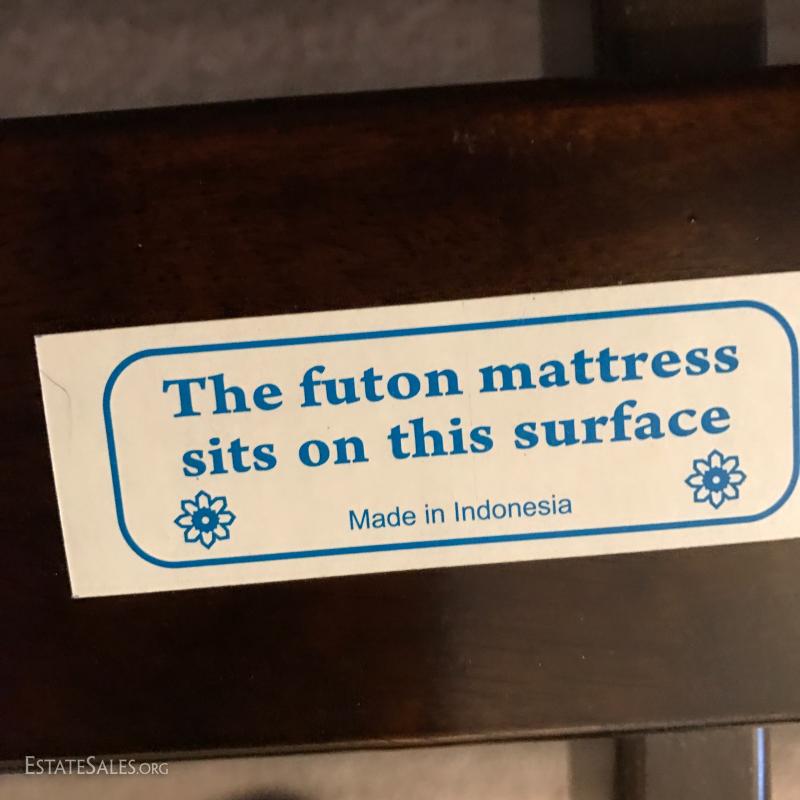 The futon mattress
sits on this surface
Made in Indonesia
ESTATESALES.ORG